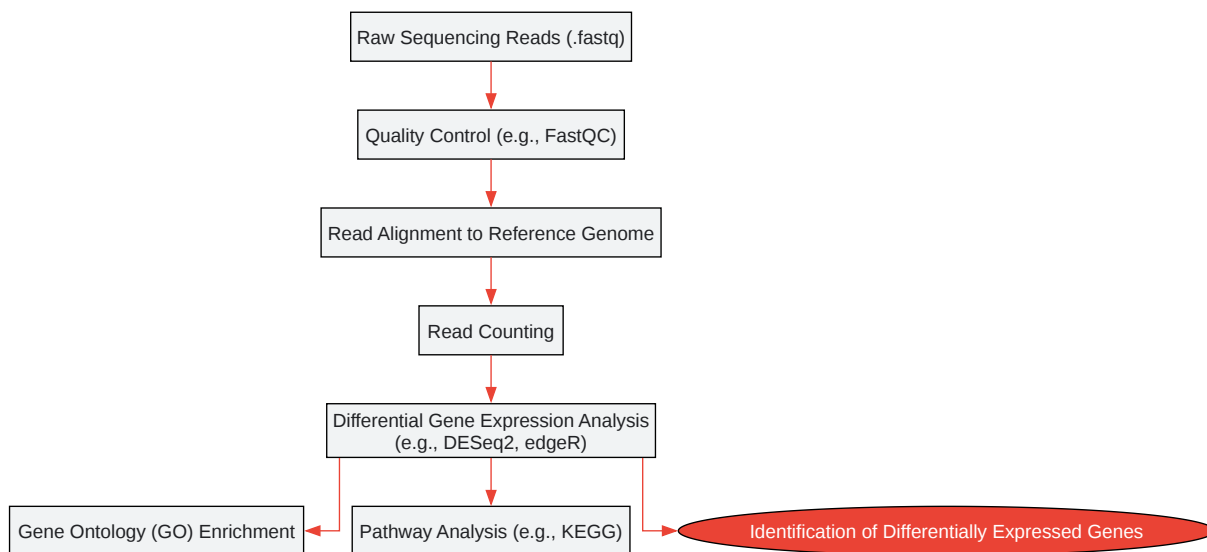 Raw Sequencing Reads (.fastq)
Quality Control (e.g., FastQC)
Read Alignment to Reference Genome
Read Counting
Differential Gene Expression Analysis
(e.g., DESeq2, edgeR)
Gene Ontology (GO) Enrichment
Pathway Analysis (e.g., KEGG)
Identification of Differentially Expressed Genes